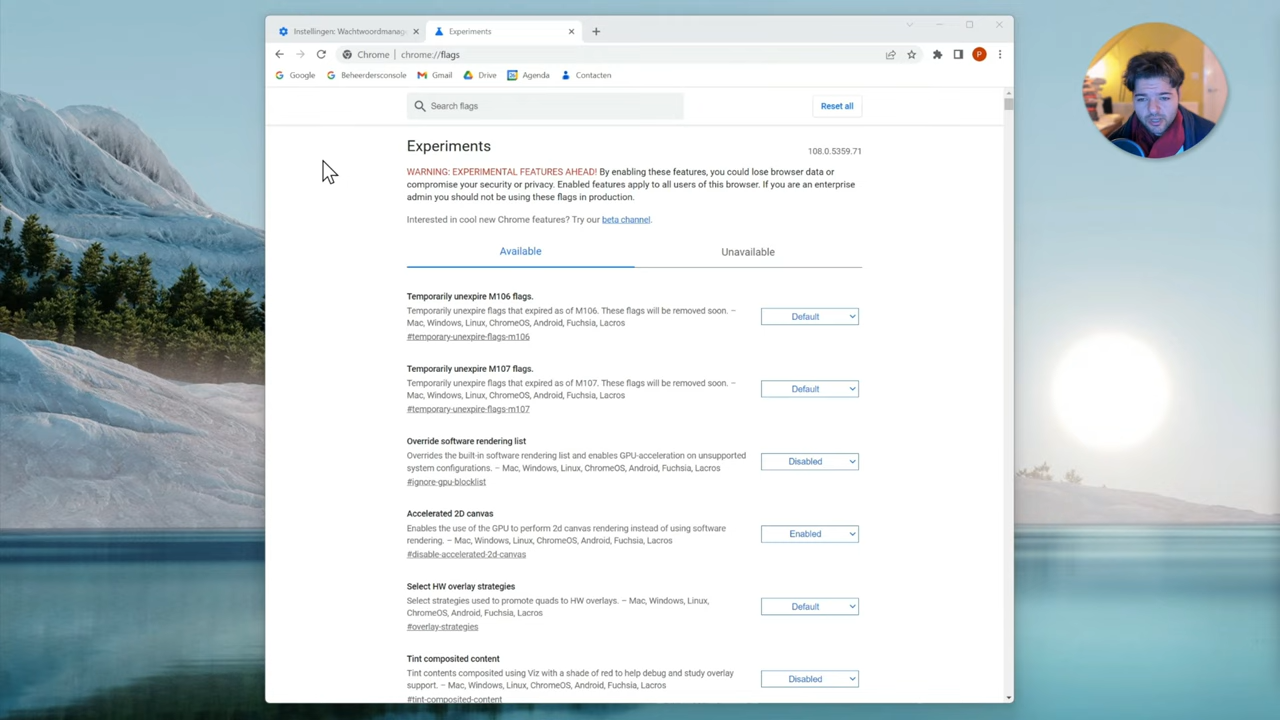 Instellingen: Wachtwoordmanag
Experiments
Chrome
chrome://flags
P
Google
Beheerdersconsole
Gmail
Drive
Agenda
Contacten
Search flags
Reset all
Experiments
108.0.5359.71
WARNING: EXPERIMENTAL FEATURES AHEAD! By enabling these features, you could lose browser data or
compromise your security or privacy. Enabled features apply to all users of this browser. If you are an enterprise
admin you should not be using these flags in production.
Interested in cool new Chrome features? Try our beta channel.
Available
Unavailable
Temporarily unexpire M106 flags.
Temporarily unexpire flags that expired as of M106. These flags will be removed soon. –
Mac, Windows, Linux, ChromeOS, Android, Fuchsia, Lacros
#temporary-unexpire-flags-m106
Default
Temporarily unexpire M107 flags.
Temporarily unexpire flags that expired as of M107. These flags will be removed soon. –
Mac, Windows, Linux, ChromeOS, Android, Fuchsia, Lacros
#temporary-unexpire-flags-m107
Default
Override software rendering list
Overrides the built-in software rendering list and enables GPU-acceleration on unsupported
system configurations. – Mac, Windows, Linux, ChromeOS, Android, Fuchsia, Lacros
#ignore-gpu-blocklist
Disabled
Accelerated 2D canvas
Enables the use of the GPU to perform 2d canvas rendering instead of using software
rendering. – Mac, Windows, Linux, ChromeOS, Android, Fuchsia, Lacros
#disable-accelerated-2d-canvas
Enabled
Select HW overlay strategies
Select strategies used to promote quads to HW overlays. – Mac, Windows, Linux,
ChromeOS, Android, Fuchsia, Lacros
#overlay-strategies
Default
Tint composited content
Tint contents composited using Viz with a shade of red to help debug and study overlay
support. – Mac, Windows, Linux, ChromeOS, Android, Fuchsia, Lacros
#tint-composited-content
Disabled